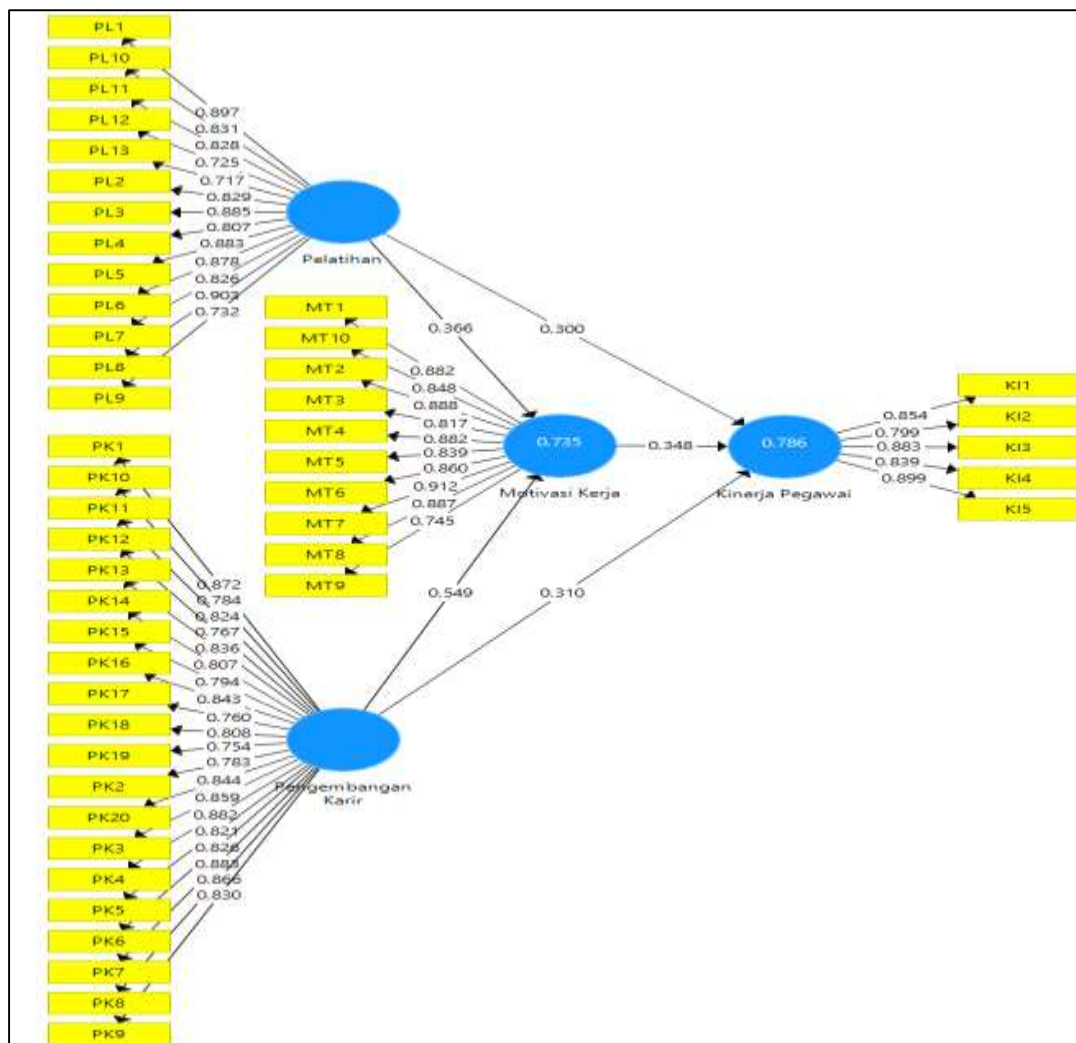 PL1
PL10
PL11
PL12
PL13
PL2
PL3
PL4
PL5
PL6
PL7
PL8
PL9
0.897
0.831
0.828
0.725
0.717
0.829
0.885
0.807
0.883
0.878
0.826
0.903
0.732
Pelatihan
0.366
0.300
MT1
MT10
MT2
MT3
MT4
MT5
MT6
MT7
MT8
MT9
0.882
0.848
0.888
0.817
0.882
0.839
0.860
0.912
0.887
0.745
0.735
Motivasi Kerja
0.348
0.786
Kinerja Pegawai
0.854
0.799
0.883
0.839
0.899
KI1
KI2
KI3
KI4
KI5
0.549
0.310
PK1
PK10
PK11
PK12
PK13
PK14
PK15
PK16
PK17
PK18
PK19
PK2
PK20
PK3
PK4
PK5
PK6
PK7
PK8
PK9
0.872
0.784
0.824
0.767
0.836
0.807
0.794
0.843
0.760
0.808
0.754
0.783
0.844
0.859
0.882
0.821
0.826
0.883
0.866
0.830
Pengembangan
Karir